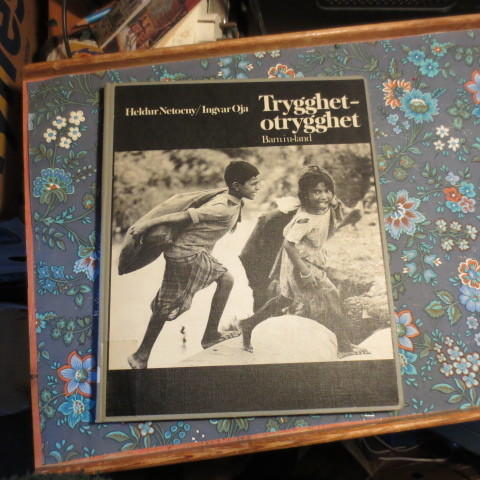 Heldur Netocny/Ingvar Oja
Trygghet-
otrygghet
Barn i u-land